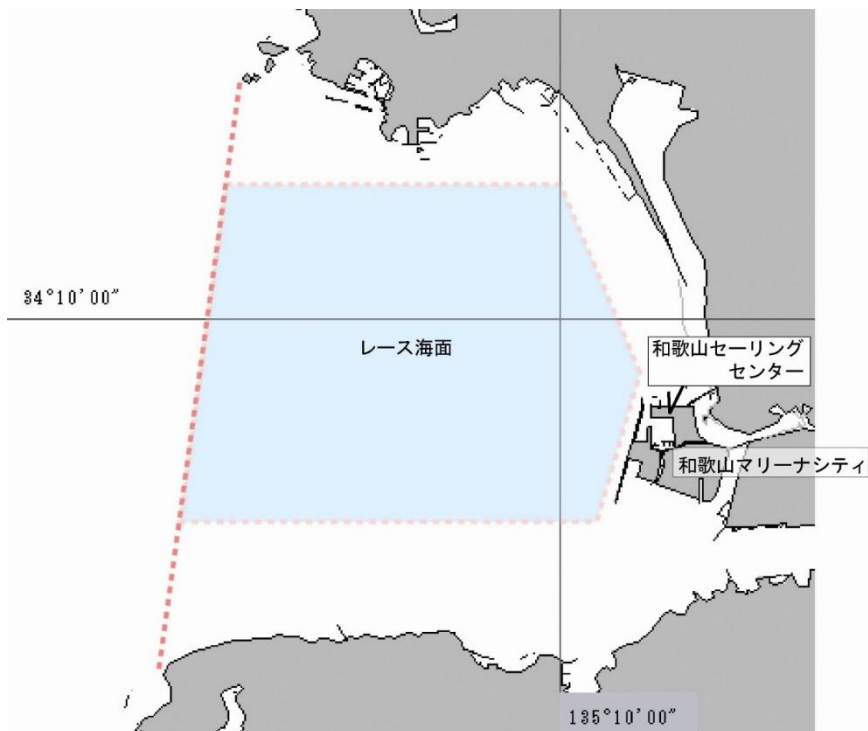 34°10'00"
レース海面
和歌山セーリング
センター
和歌山マリーナシティ
135°10'00"